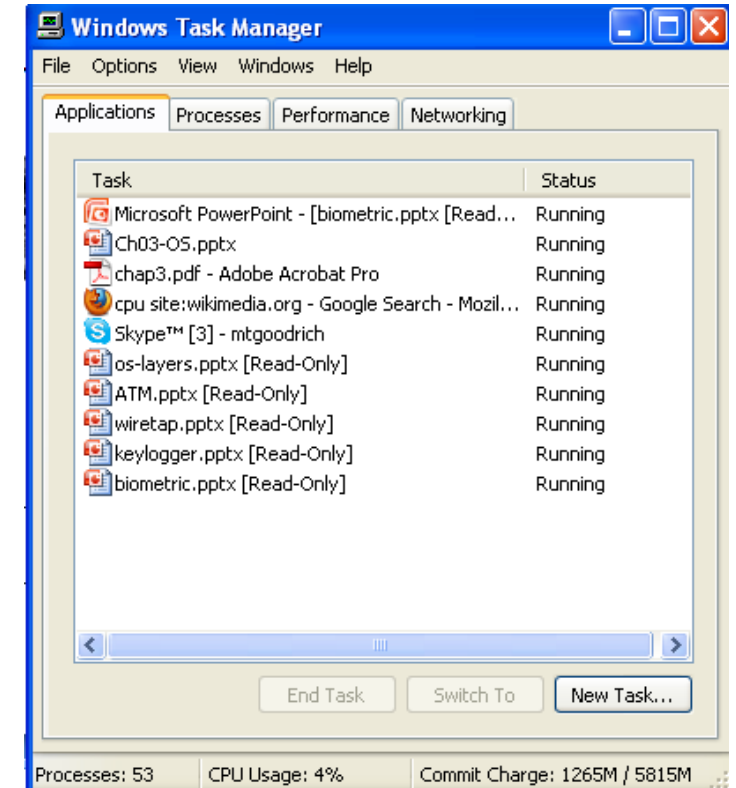 Windows Task Manager
File Options View Windows Help
Applications Processes Performance Networking
Task Status
Microsoft PowerPoint - [biometric.pptx [Read... Running
Ch03-OS.pptx Running
chap3.pdf - Adobe Acrobat Pro Running
cpu site:wikimedia.org - Google Search - Mozil... Running
Skype™ [3] - mtgoodrich Running
os-layers.pptx [Read-Only] Running
ATM.pptx [Read-Only] Running
wiretap.pptx [Read-Only] Running
keylogger.pptx [Read-Only] Running
biometric.pptx [Read-Only] Running
End Task Switch To New Task...
Processes: 53 CPU Usage: 4% Commit Charge: 1265M / 5815M